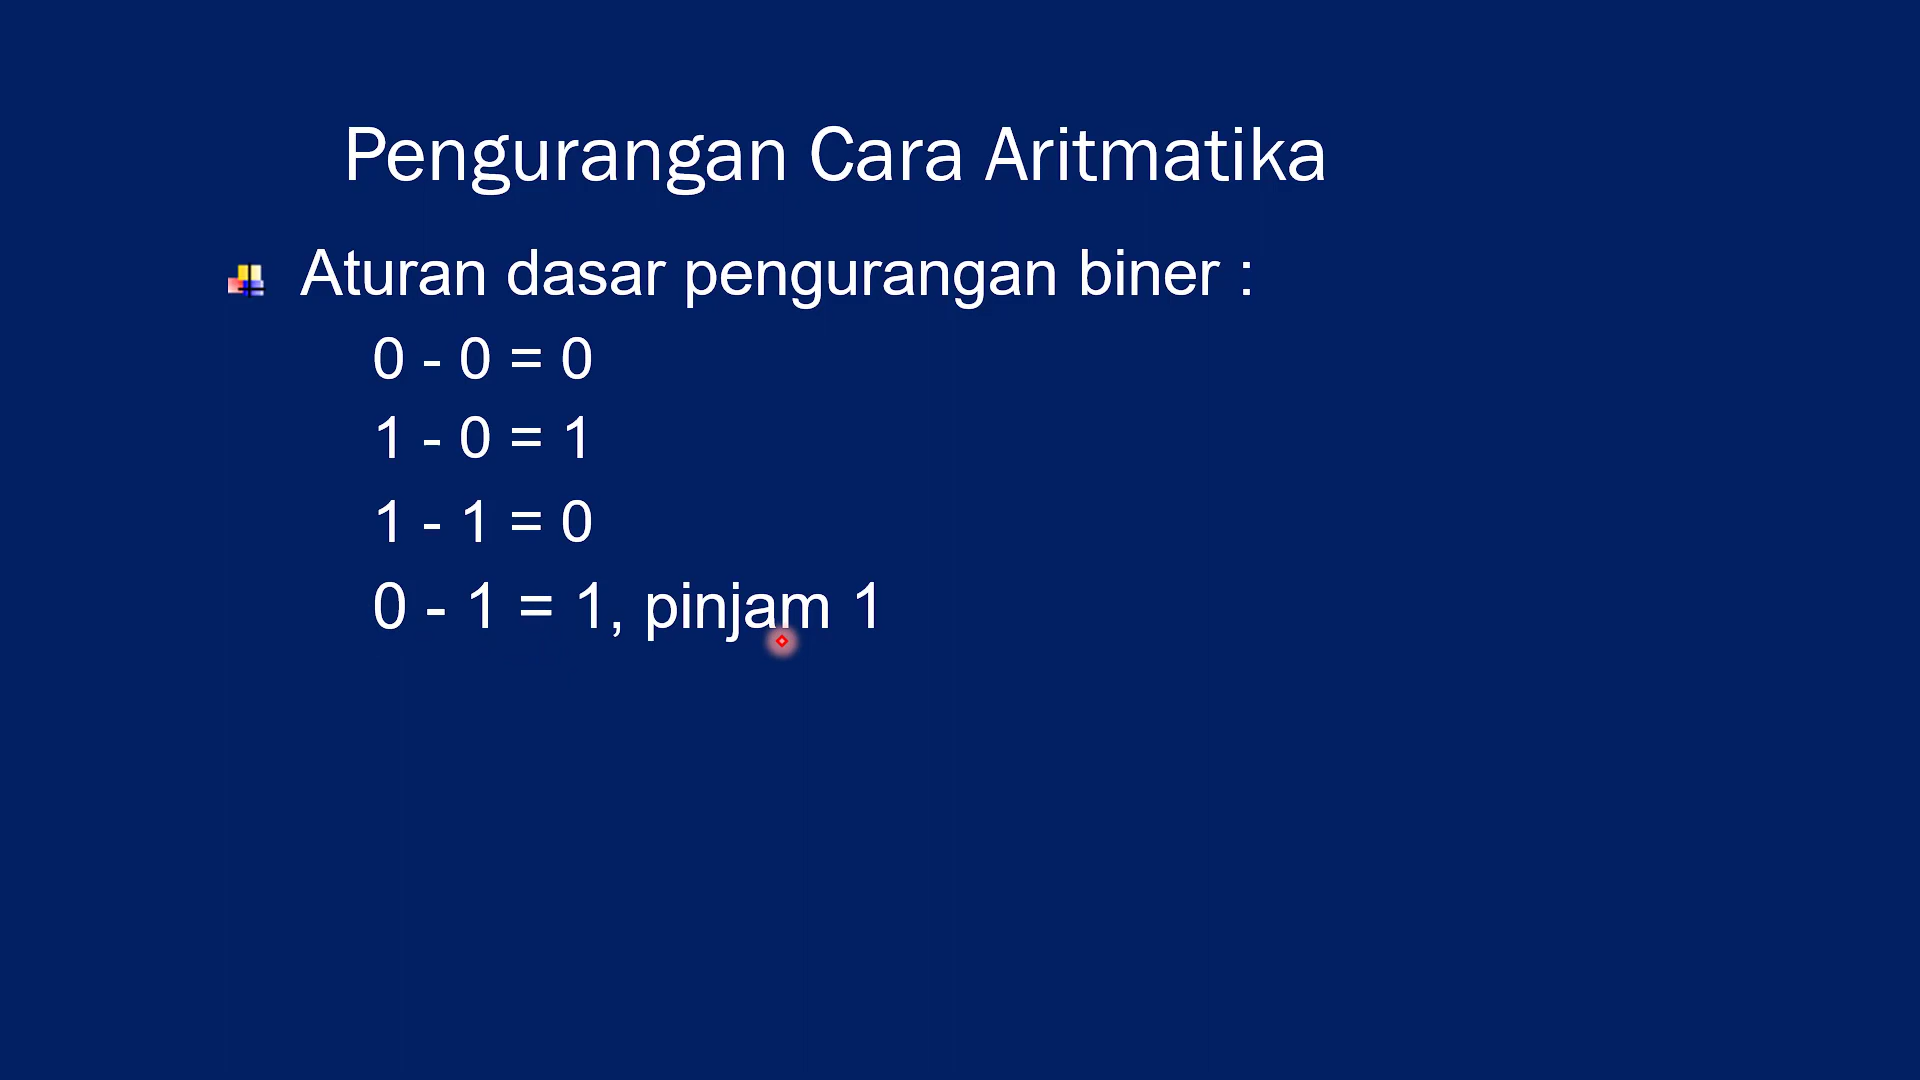 Pengurangan Cara Aritmatika
Aturan dasar pengurangan biner :
0 - 0 = 0
1 - 0 = 1
1 - 1 = 0
0 - 1 = 1, pinjam 1